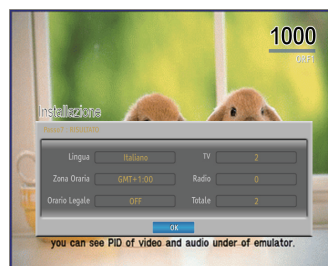 1000
ORF1
Installazione
Lingua Italiano TV 2
Zona Oraria GMT+1:00 Radio 0
Orario Legale OFF Totale 2
OK
you can see PID of video and audio under of emulator.